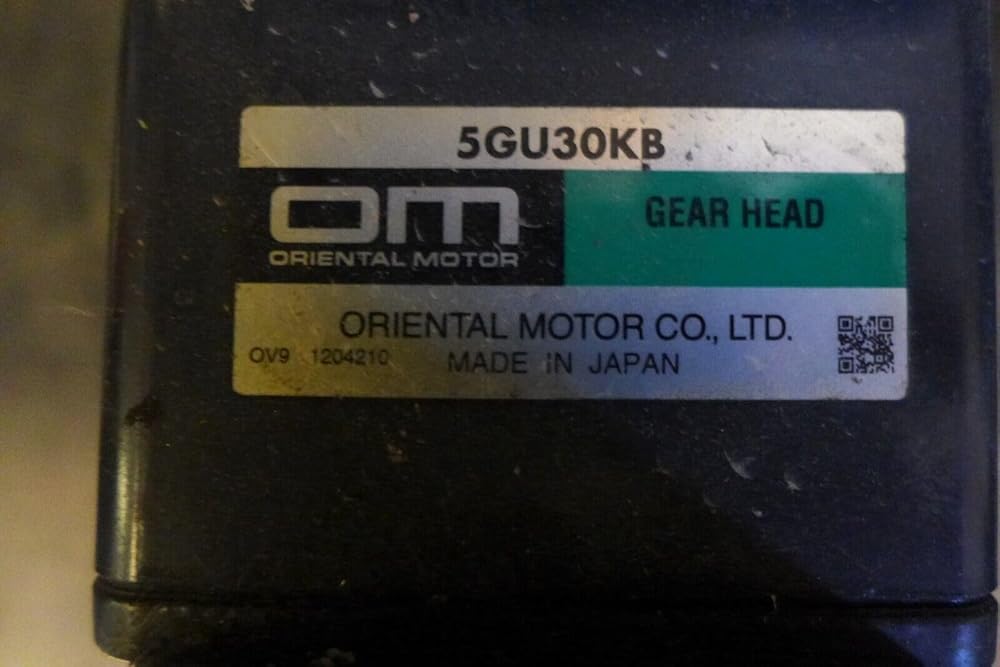 5GU30KB
OM
ORIENTAL MOTOR
GEAR HEAD
ORIENTAL MOTOR CO., LTD.
OV9 1204210 MADE IN JAPAN